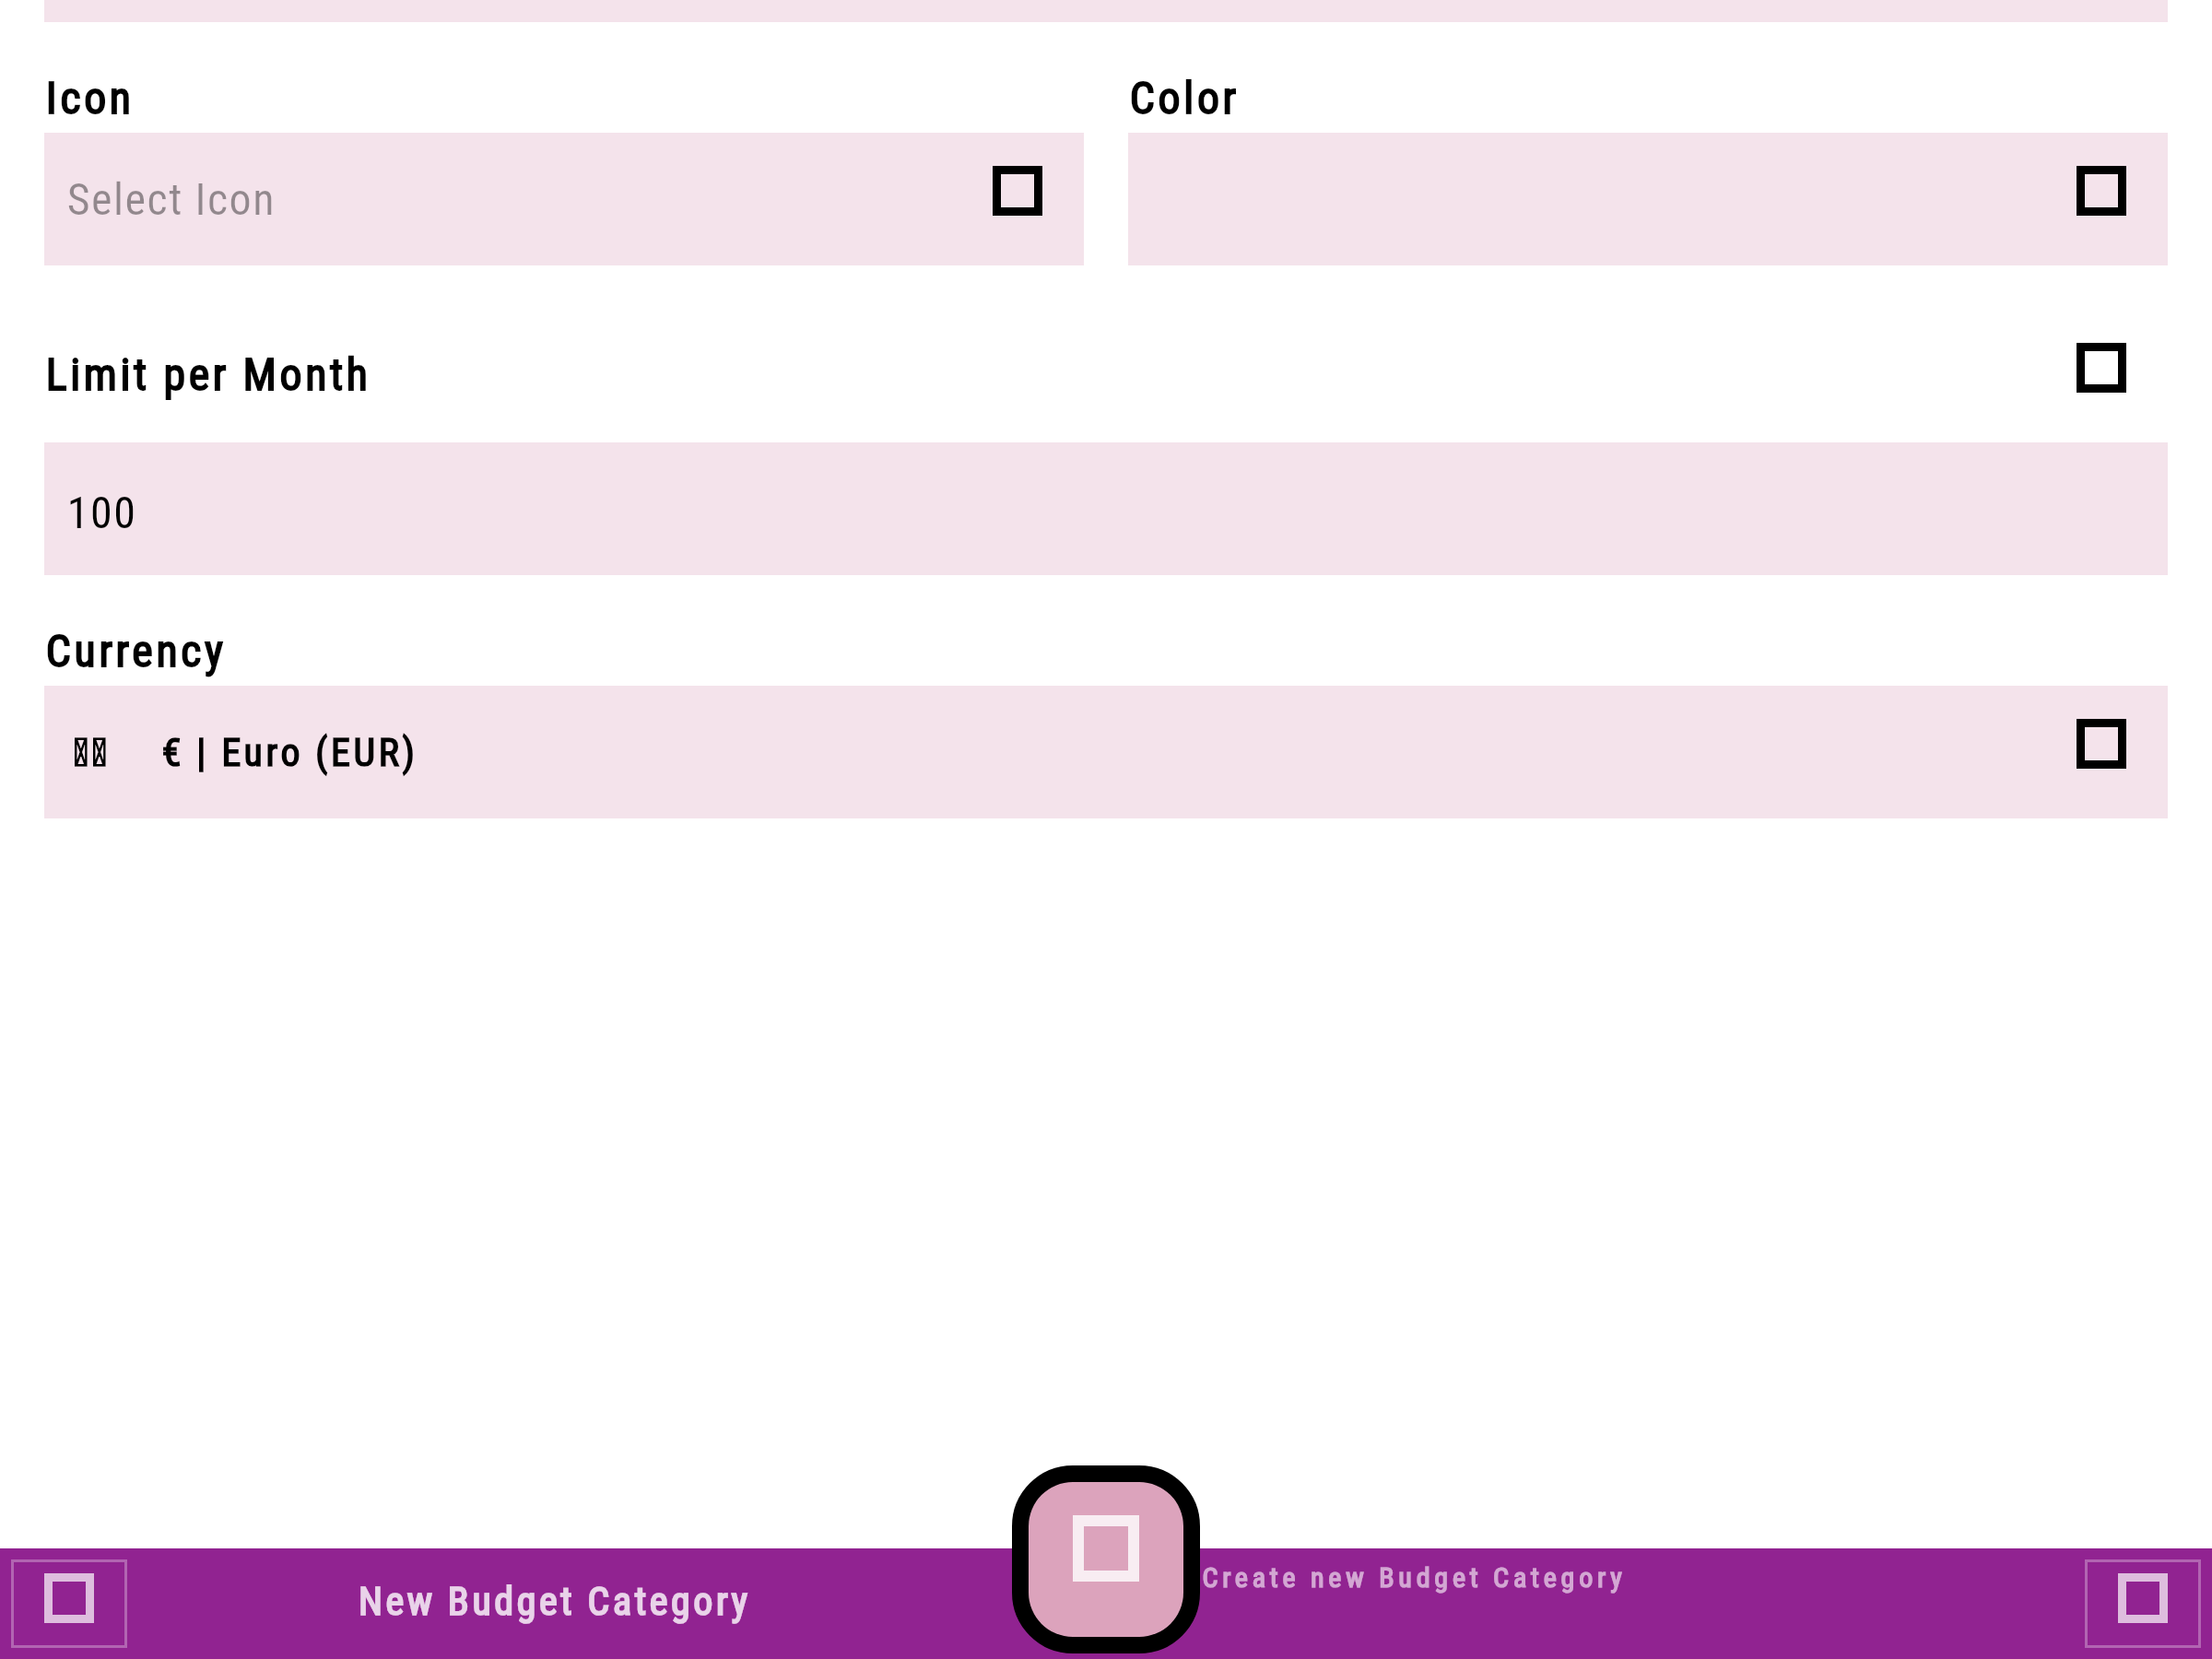 Icon
Color
Select Icon
Limit per Month
100
Currency
€ | Euro (EUR)
New Budget Category
Create new Budget Category